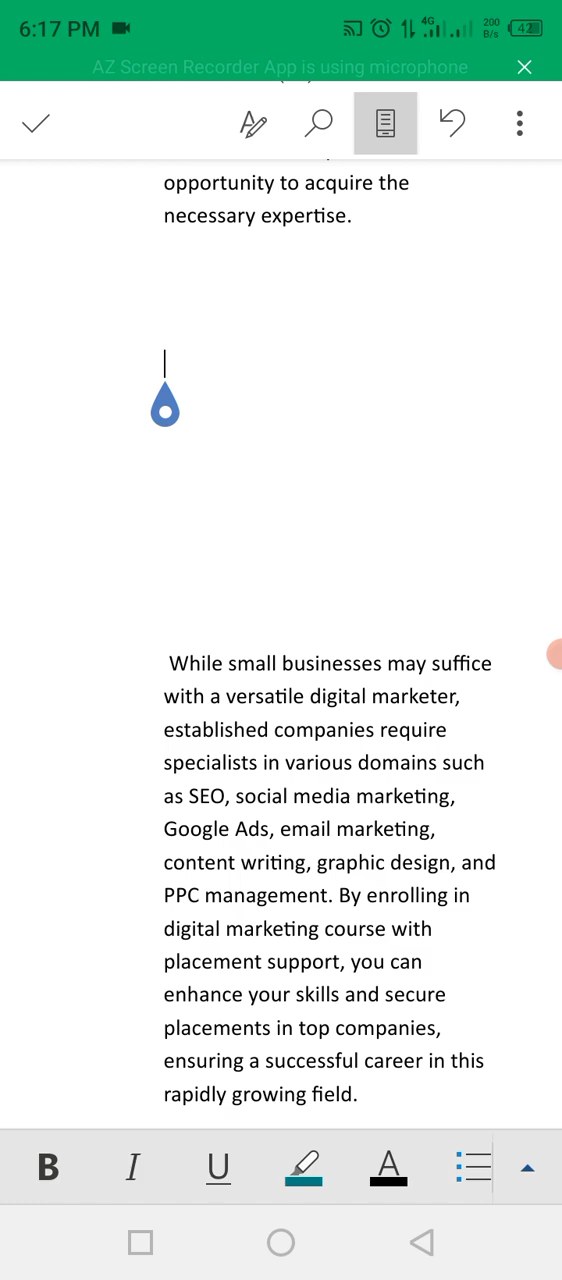 6:17 PM 4G 200 B/s 42
AZ Screen Recorder App is using microphone
opportunity to acquire the
necessary expertise.
While small businesses may suffice
with a versatile digital marketer,
established companies require
specialists in various domains such
as SEO, social media marketing,
Google Ads, email marketing,
content writing, graphic design, and
PPC management. By enrolling in
digital marketing course with
placement support, you can
enhance your skills and secure
placements in top companies,
ensuring a successful career in this
rapidly growing field.
B I U A